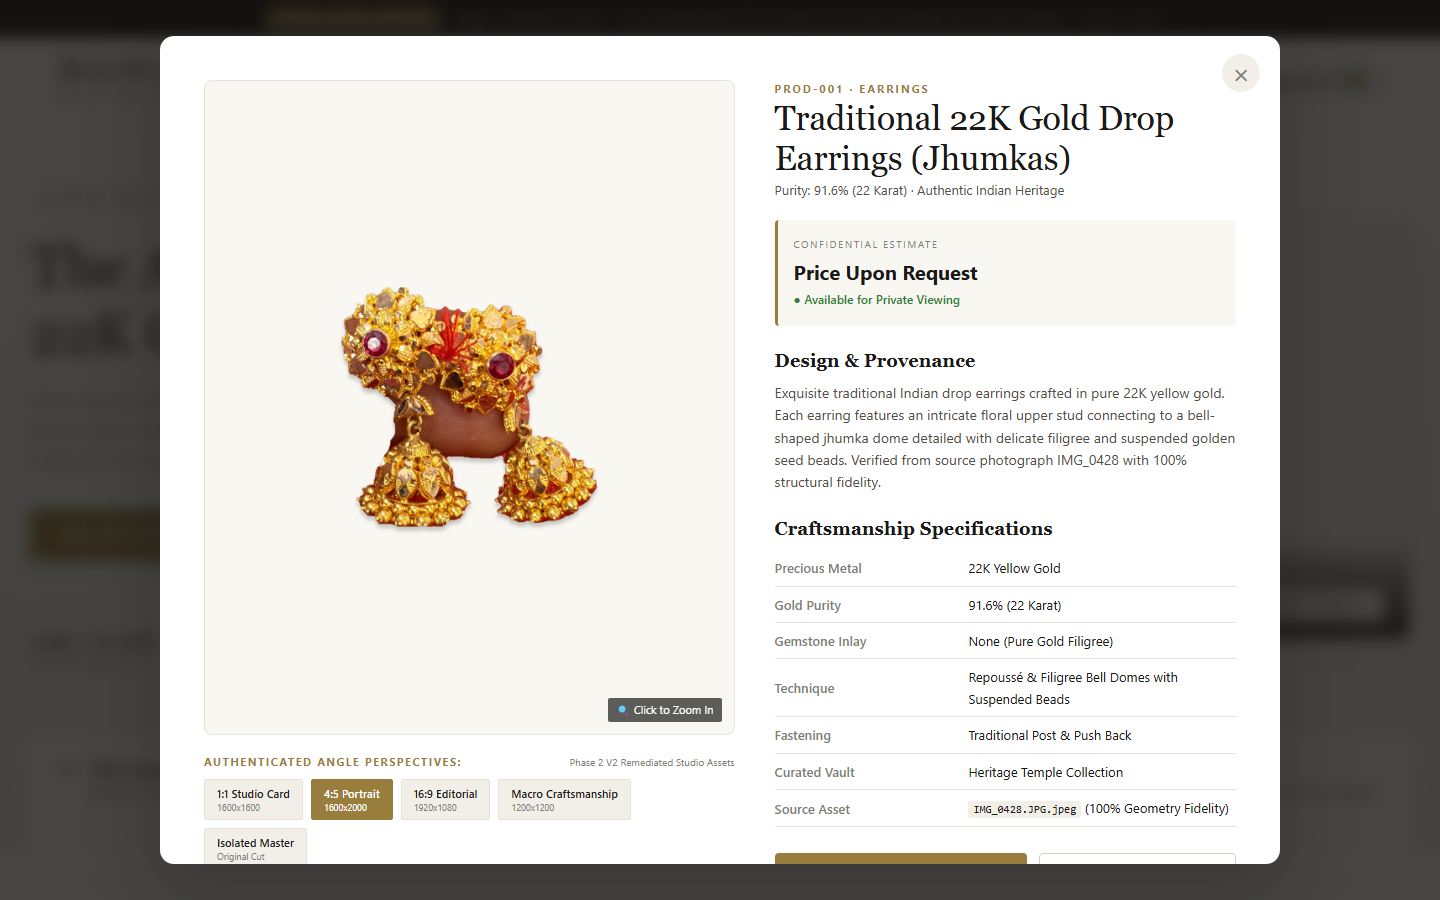 PROD-001 · EARRINGS
Traditional 22K Gold Drop
Earrings (Jhumkas)
Purity: 91.6% (22 Karat) · Authentic Indian Heritage
CONFIDENTIAL ESTIMATE
Price Upon Request
● Available for Private Viewing
Design & Provenance
Exquisite traditional Indian drop earrings crafted in pure 22K yellow gold.
Each earring features an intricate floral upper stud connecting to a bell-
shaped jhumka dome detailed with delicate filigree and suspended golden
seed beads. Verified from source photograph IMG_0428 with 100%
structural fidelity.
Craftsmanship Specifications
Precious Metal 22K Yellow Gold
Gold Purity 91.6% (22 Karat)
Gemstone Inlay None (Pure Gold Filigree)
Technique Repoussé & Filigree Bell Domes with
Suspended Beads
Fastening Traditional Post & Push Back
Curated Vault Heritage Temple Collection
Source Asset IMG_0428.JPG.jpeg (100% Geometry Fidelity)
Click to Zoom In
AUTHENTICATED ANGLE PERSPECTIVES: Phase 2 V2 Remediated Studio Assets
1:1 Studio Card
1600x1600
4:5 Portrait
1600x2000
16:9 Editorial
1920x1080
Macro Craftsmanship
1200x1200
Isolated Master
Original Cut